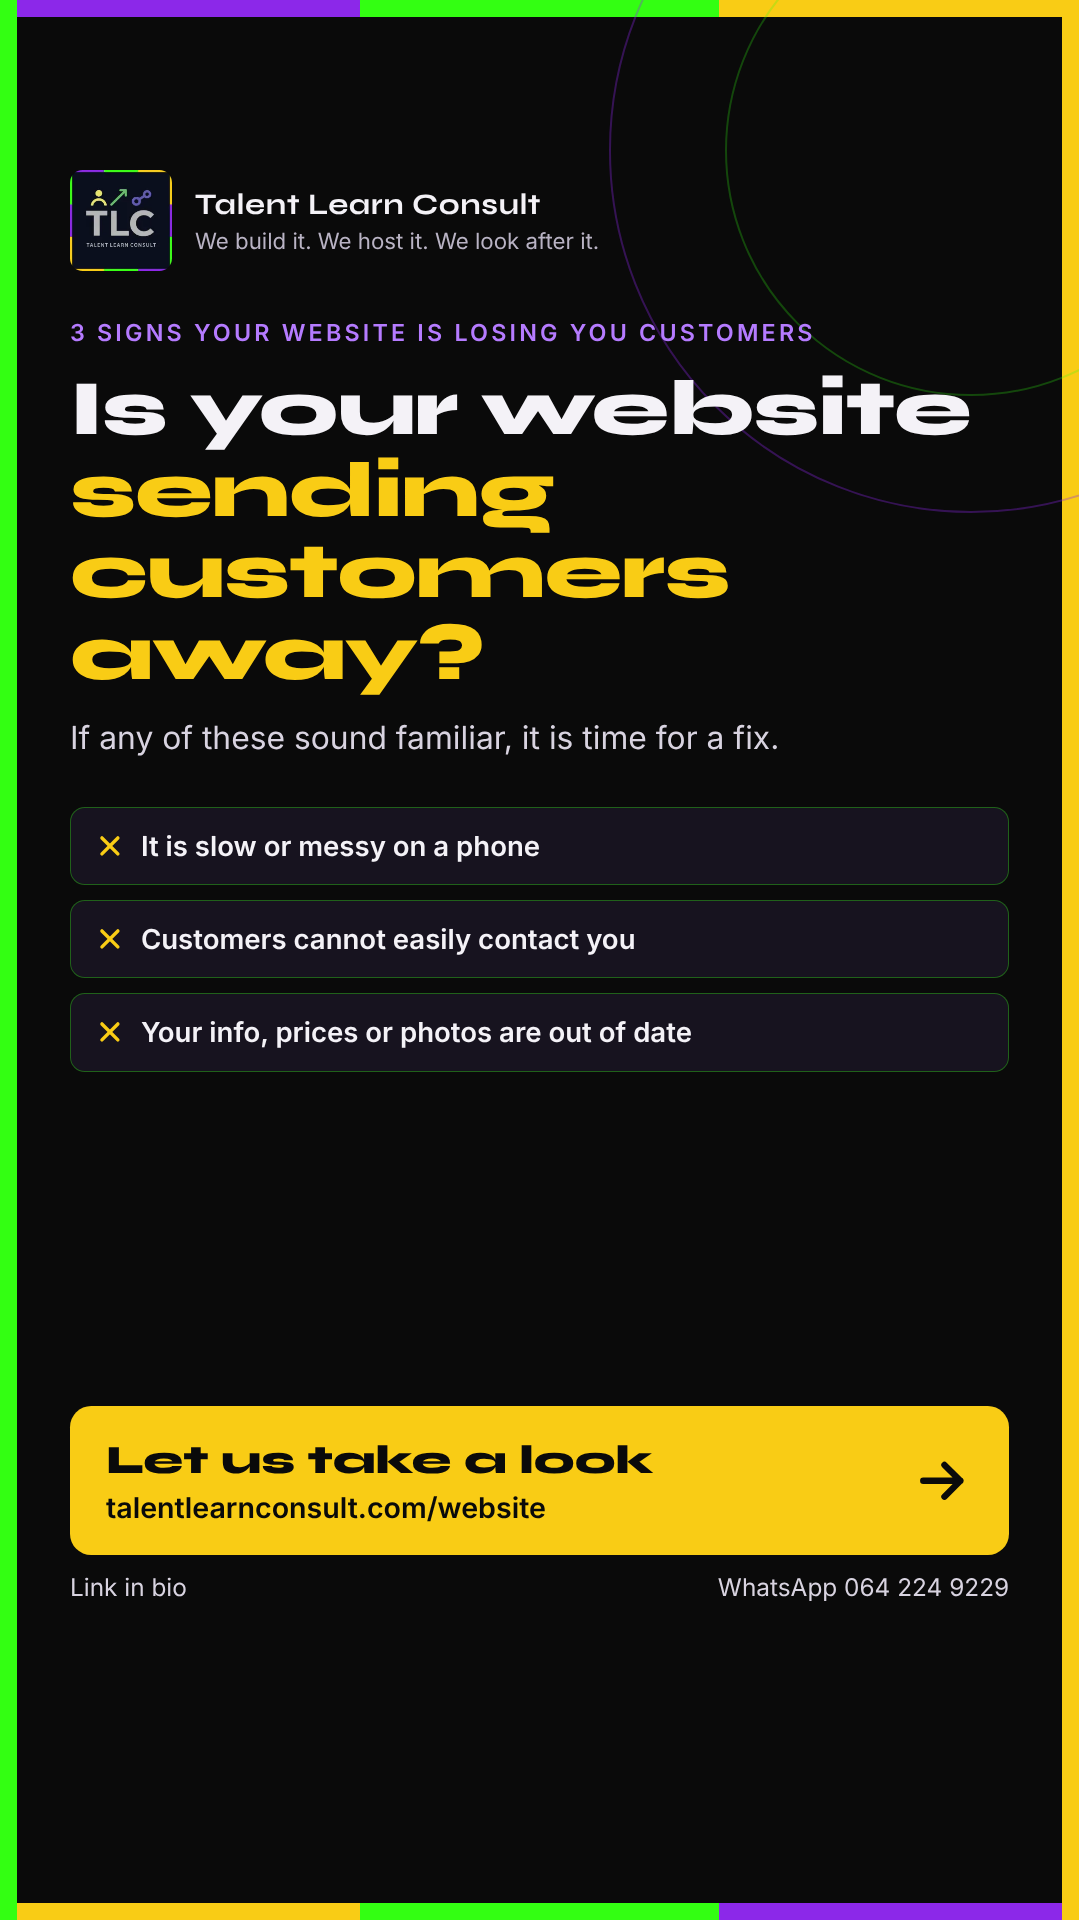 TLC
TALENT LEARN CONSULT
Talent Learn Consult
We build it. We host it. We look after it.
3 SIGNS YOUR WEBSITE IS LOSING YOU CUSTOMERS
Is your website
sending
customers
away?
If any of these sound familiar, it is time for a fix.
It is slow or messy on a phone
Customers cannot easily contact you
Your info, prices or photos are out of date
Let us take a look
talentlearnconsult.com/website
Link in bio
WhatsApp 064 224 9229